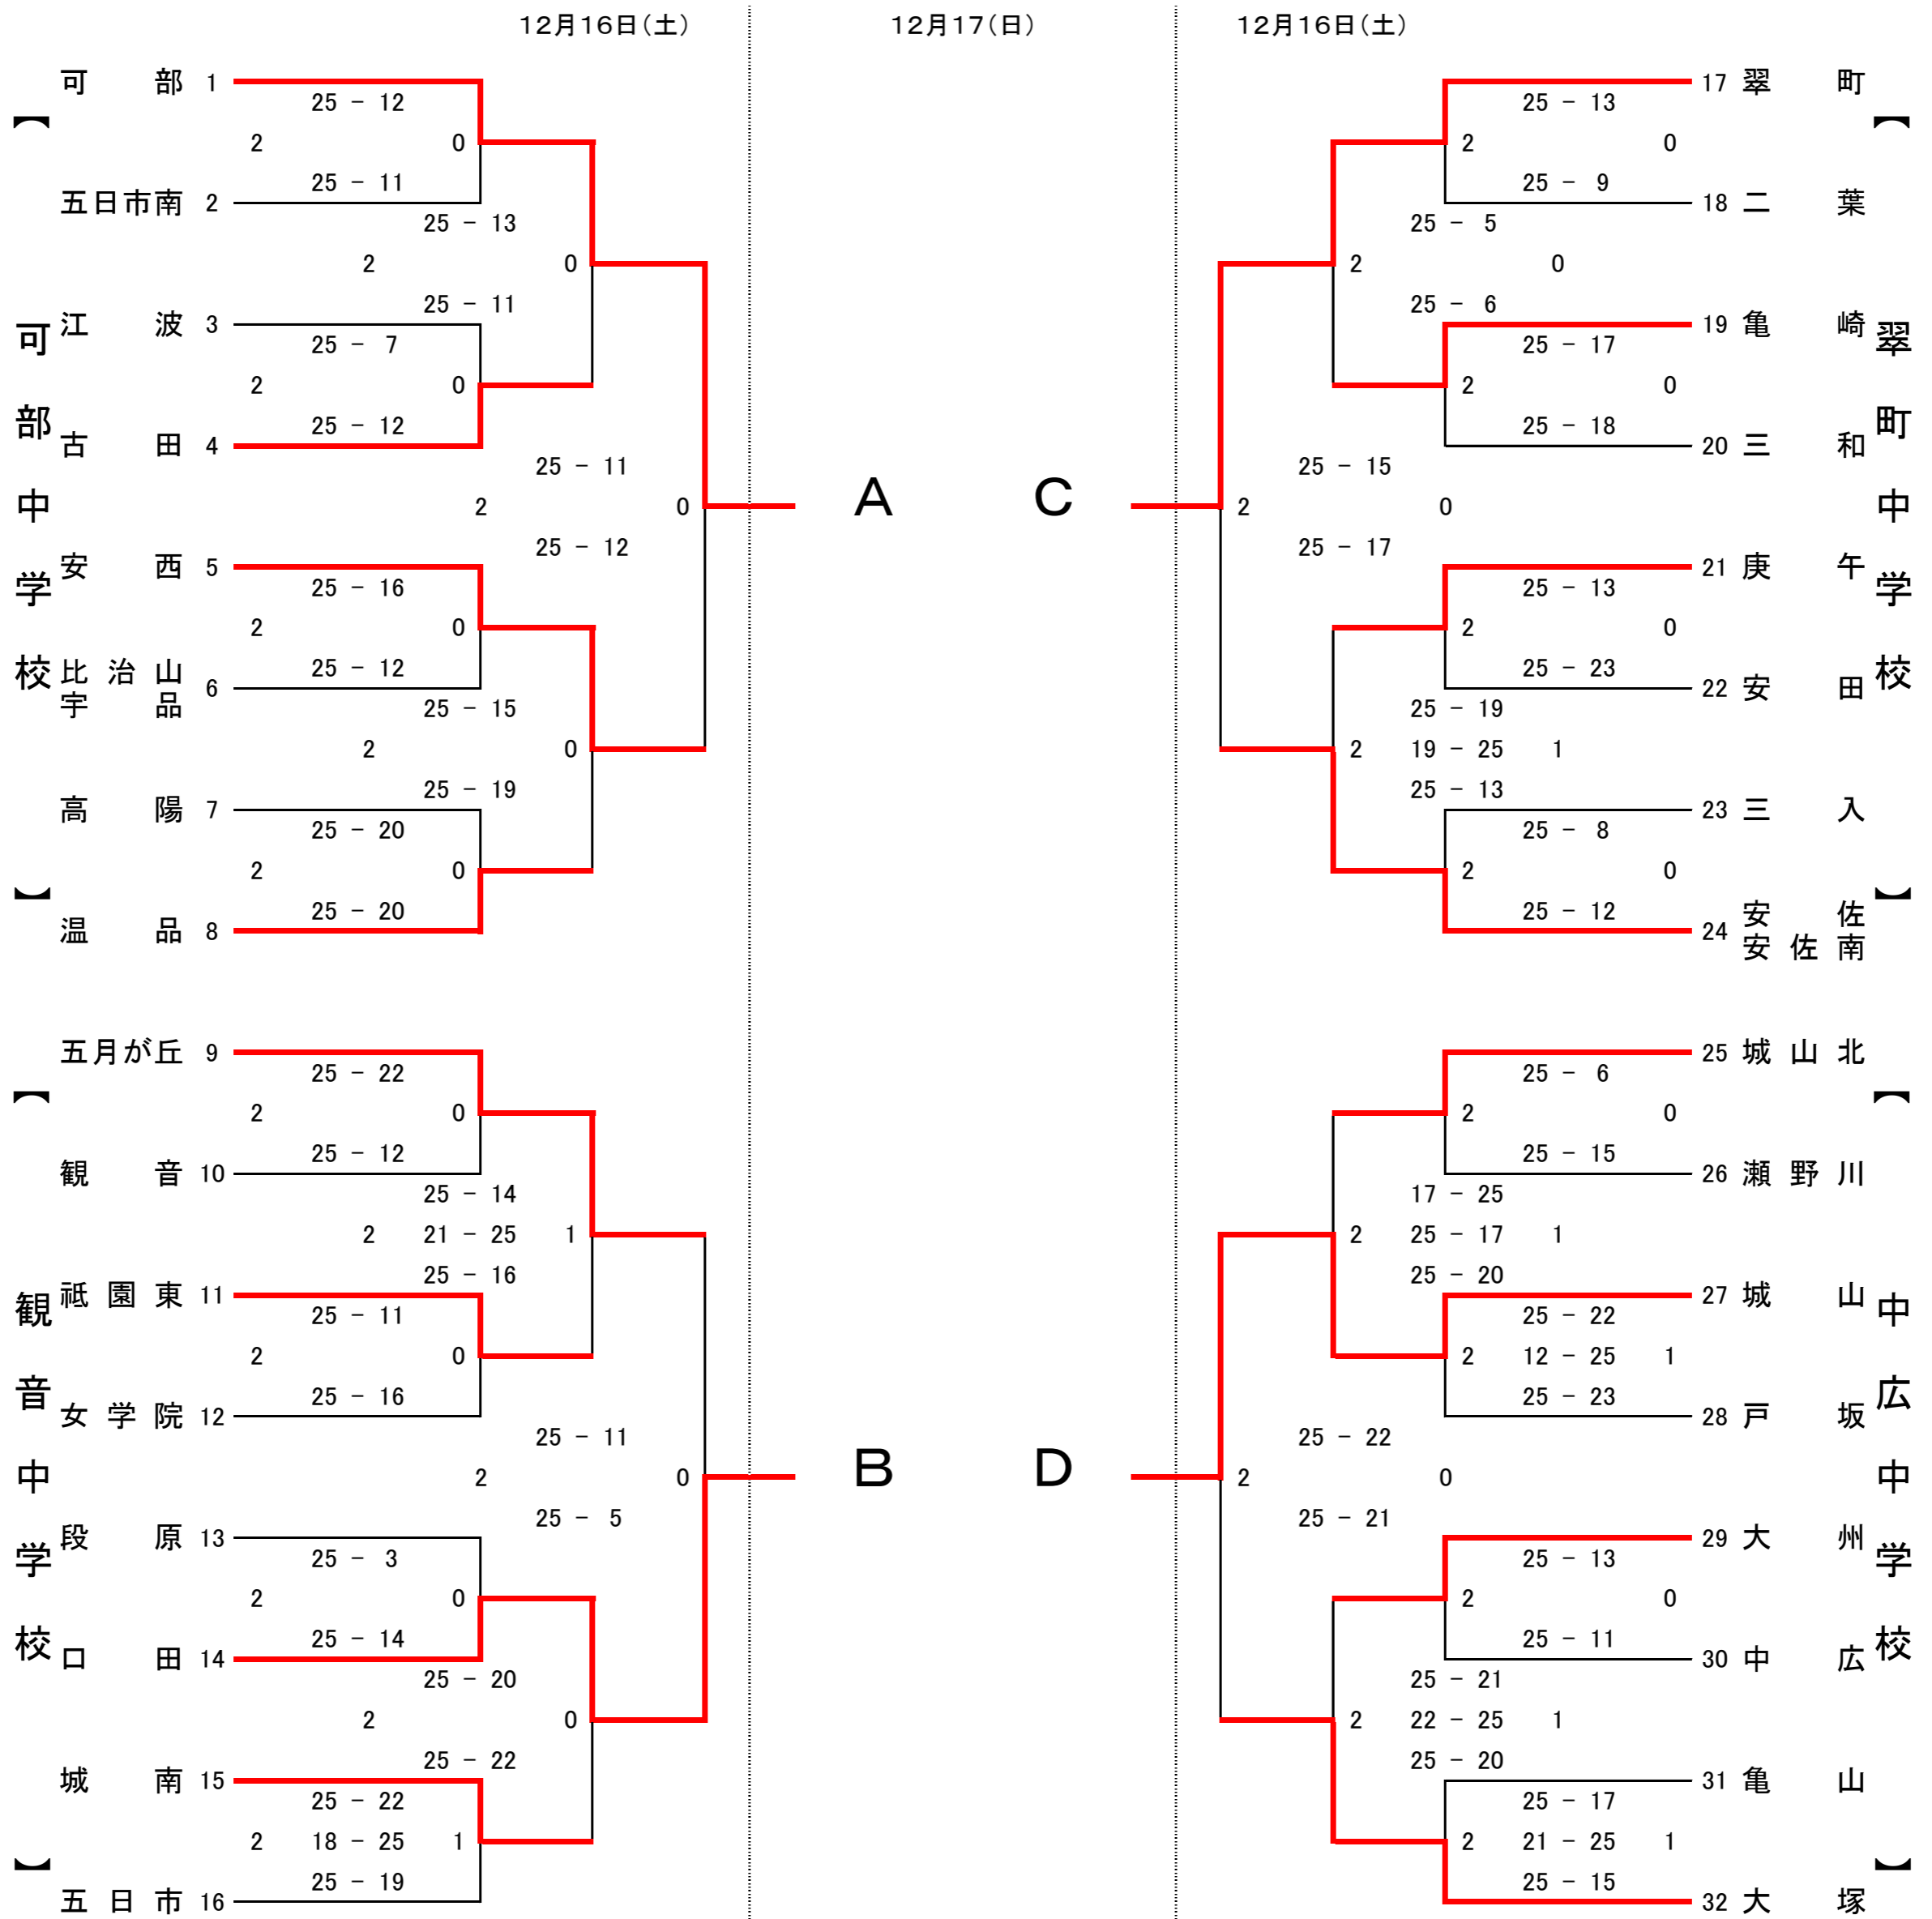 12月16日(土)
12月17(日)
12月16日(土)
【可部中学校】
可部 1
25 - 12
2 0
25 - 11
五日市南 2
25 - 13
2 0
25 - 11
江波 3
25 - 7
2 0
25 - 12
古田 4
25 - 11
2 0
25 - 12
A
安西 5
25 - 16
2 0
25 - 12
比治山
宇品 6
25 - 15
2 0
25 - 19
高陽 7
25 - 20
2 0
25 - 20
温品 8
【観音中学校】
五月が丘 9
25 - 22
2 0
25 - 12
観音 10
25 - 14
2 21 - 25 1
25 - 16
祗園東 11
25 - 11
2 0
25 - 16
女学院 12
25 - 11
2 0
25 - 5
B
段原 13
25 - 3
2 0
25 - 14
口田 14
25 - 20
2 0
25 - 22
城南 15
25 - 22
2 18 - 25 1
25 - 19
五日市 16
【翠町中学校】
17 翠町
25 - 13
2 0
25 - 9
18 二葉
25 - 5
2 0
25 - 6
19 亀崎
25 - 17
2 0
25 - 18
20 三和
25 - 15
C
2 0
25 - 17
21 庚午
25 - 13
2 0
25 - 23
22 安田
25 - 19
2 19 - 25 1
25 - 13
23 三入
25 - 8
2 0
25 - 12
24 安佐
安佐南
【中広中学校】
25 城山北
25 - 6
2 0
25 - 15
26 瀬野川
17 - 25
2 25 - 17 1
25 - 20
27 城山
25 - 22
2 12 - 25 1
25 - 23
28 戸坂
25 - 22
D
2 0
25 - 21
29 大州
25 - 13
2 0
25 - 11
30 中広
25 - 21
2 22 - 25 1
25 - 20
31 亀山
25 - 17
2 21 - 25 1
25 - 15
32 大塚